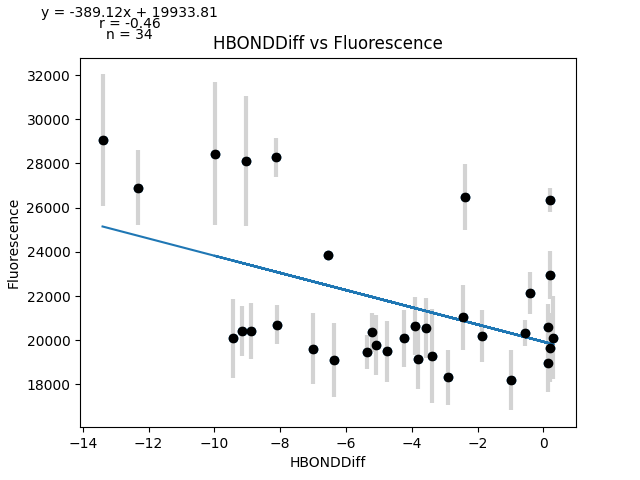 y = -389.12x + 19933.81
r = -0.46
n = 34
HBONDDiff vs Fluorescence
32000
30000
28000
26000
24000
22000
20000
18000
Fluorescence
−14 −12 −10 −8 −6 −4 −2 0
HBONDDiff